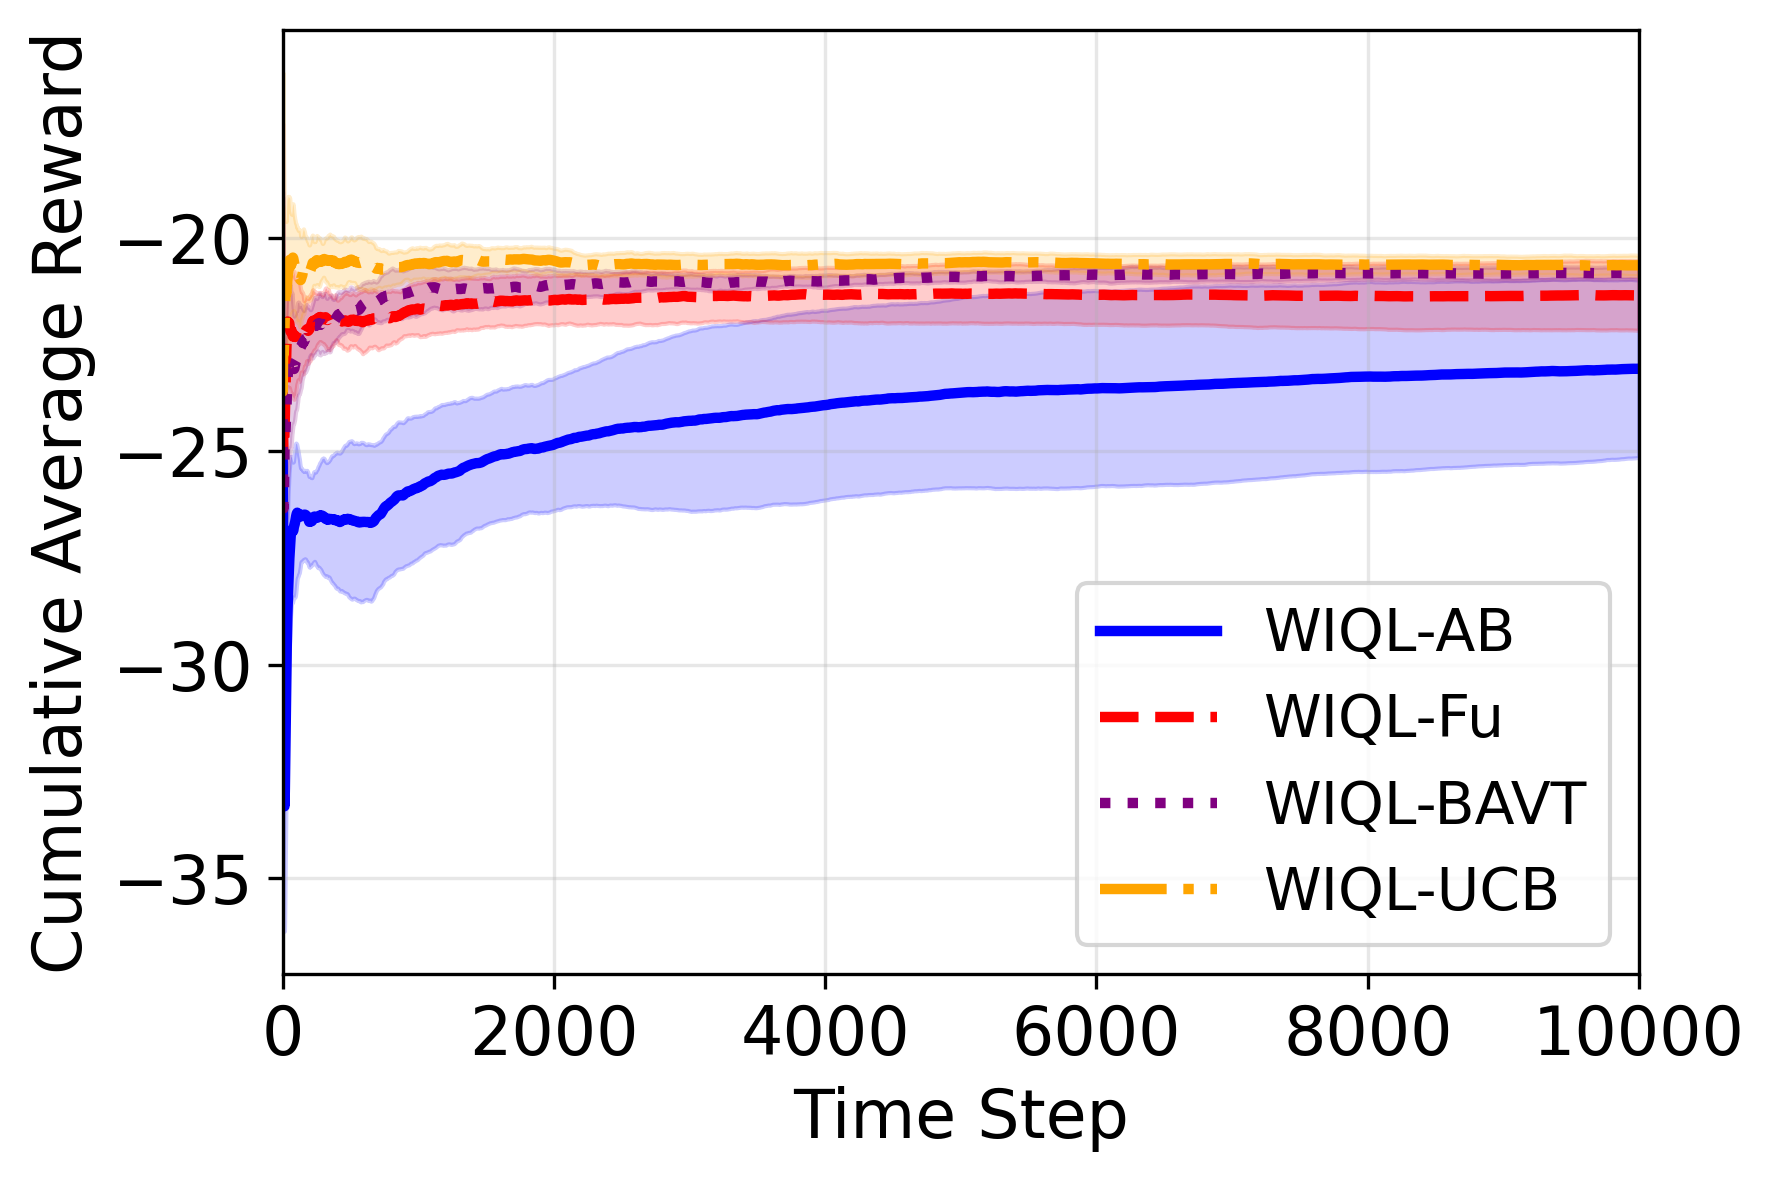 Cumulative Average Reward
−20
−25
−30
−35
0 2000 4000 6000 8000 10000
Time Step
WIQL-AB
WIQL-Fu
WIQL-BAVT
WIQL-UCB